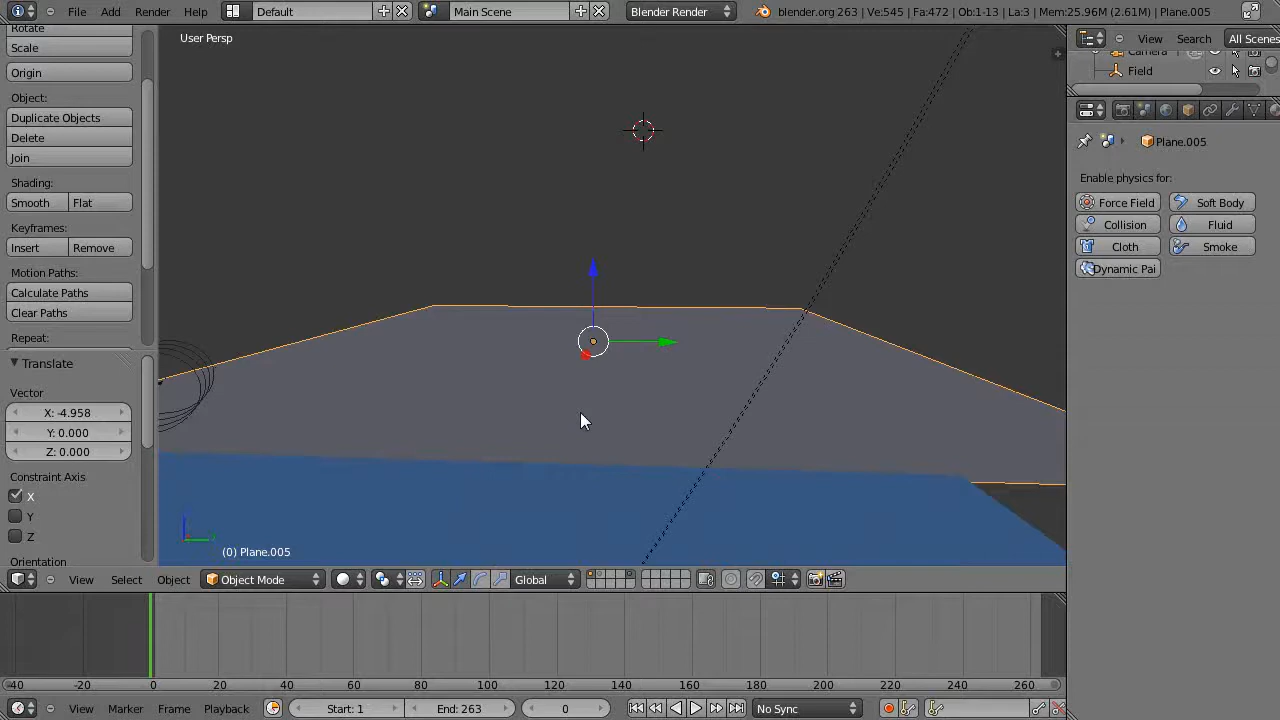 File Add Render Help Default Main Scene Blender Render blender.org 263 | Ve:545 | Fa:472 | Ob:1-13 | La:3 | Mem:25.96M (2.61M) | Plane.005
Rotate
Scale
Origin
Object:
Duplicate Objects
Delete
Join
Shading:
Smooth Flat
Keyframes:
Insert Remove
Motion Paths:
Calculate Paths
Clear Paths
Repeat:
Translate
Vector
X: -4.958
Y: 0.000
Z: 0.000
Constraint Axis
X
Y
Z
Orientation
User Persp
(0) Plane.005
View Select Object Object Mode Global
View Search All Scenes
Camera
Field
Plane.005
Enable physics for:
Force Field Soft Body
Collision Fluid
Cloth Smoke
Dynamic Pai
-40 -20 0 20 40 60 80 100 120 140 160 180 200 220 240 260
View Marker Frame Playback Start: 1 End: 263 0 No Sync